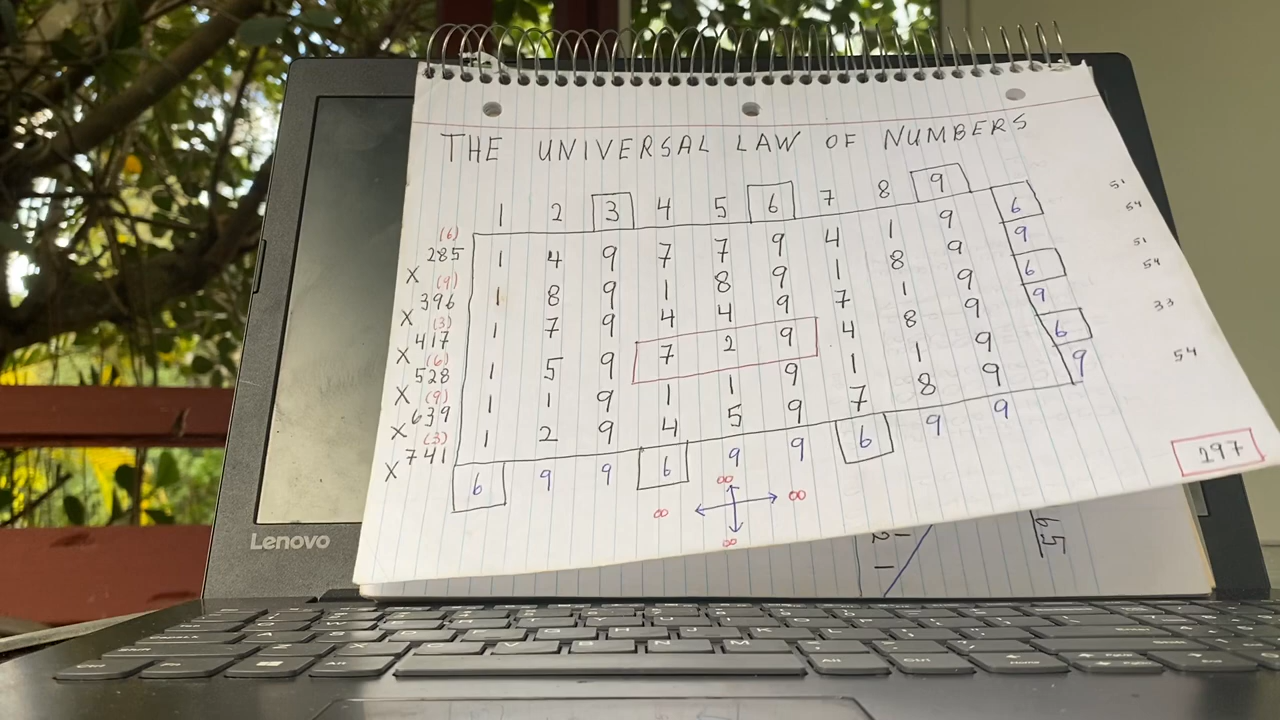 THE UNIVERSAL LAW OF NUMBERS
1 2 3 4 5 6 7 8 9
(6)
285 1 4 9 7 7 9 4 1 9 6 51
X (9)
396 1 8 9 1 8 9 1 8 9 9 54
X (3)
417 1 7 9 4 4 9 7 1 9 6 51
X (6)
528 1 5 9 7 2 9 4 8 9 9 54
X (9)
639 1 1 9 1 1 9 1 1 9 6 33
X (3)
741 1 2 9 4 5 9 7 8 9 9 54
X
6 9 9 6 9 9 6 9 9
297
∞
∞ ∞
∞
65
Lenovo